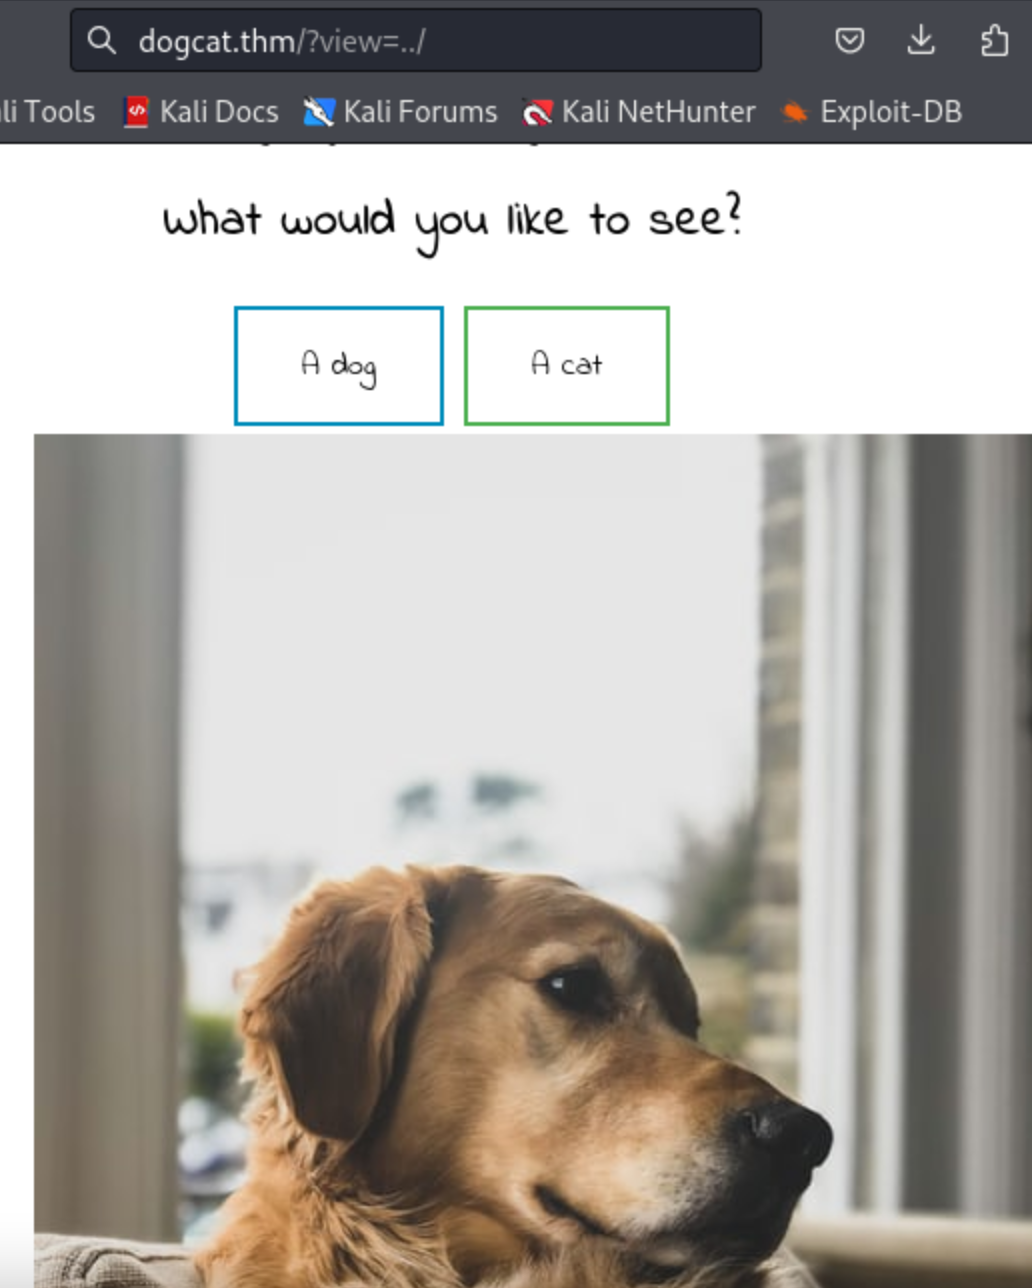 dogcat.thm/?view=../
li Tools Kali Docs Kali Forums Kali NetHunter Exploit-DB
what would you like to see?
A dog A cat